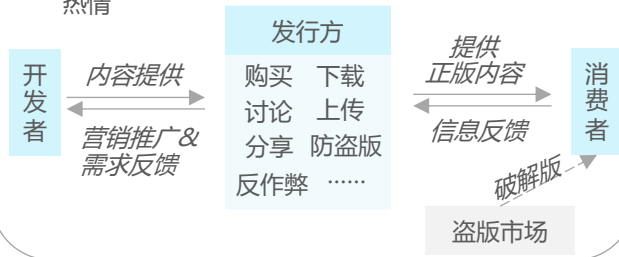 热情
发行方
开发者
内容提供
营销推广&
需求反馈
购买 下载
讨论 上传
分享 防盗版
反作弊 ……
提供
正版内容
信息反馈
消费者
破解版
盗版市场